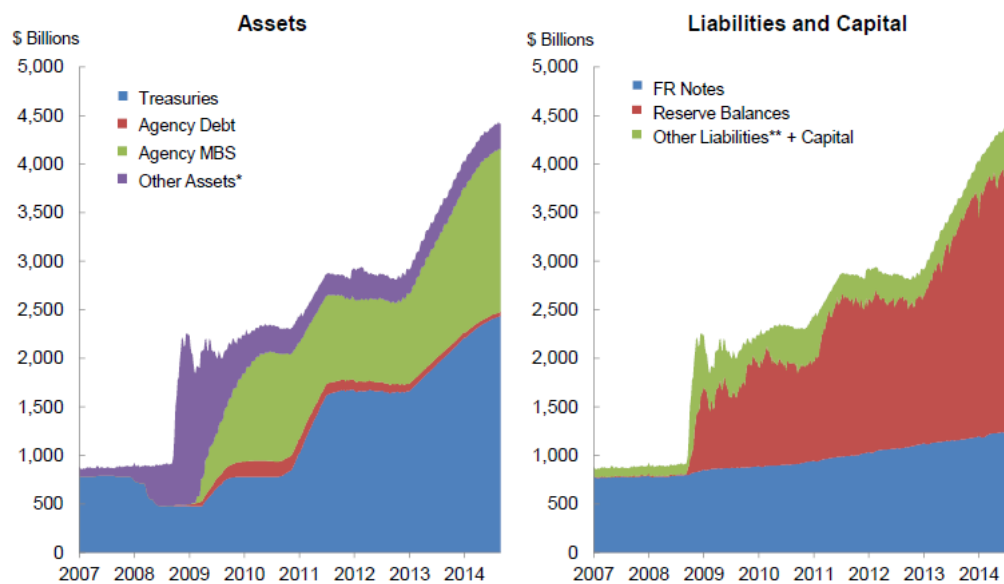 Assets
$ Billions
5,000
4,500
4,000
3,500
3,000
2,500
2,000
1,500
1,000
500
0
Treasuries
Agency Debt
Agency MBS
Other Assets*
2007 2008 2009 2010 2011 2012 2013 2014
Liabilities and Capital
$ Billions
5,000
4,500
4,000
3,500
3,000
2,500
2,000
1,500
1,000
500
0
FR Notes
Reserve Balances
Other Liabilities** + Capital
2007 2008 2009 2010 2011 2012 2013 2014